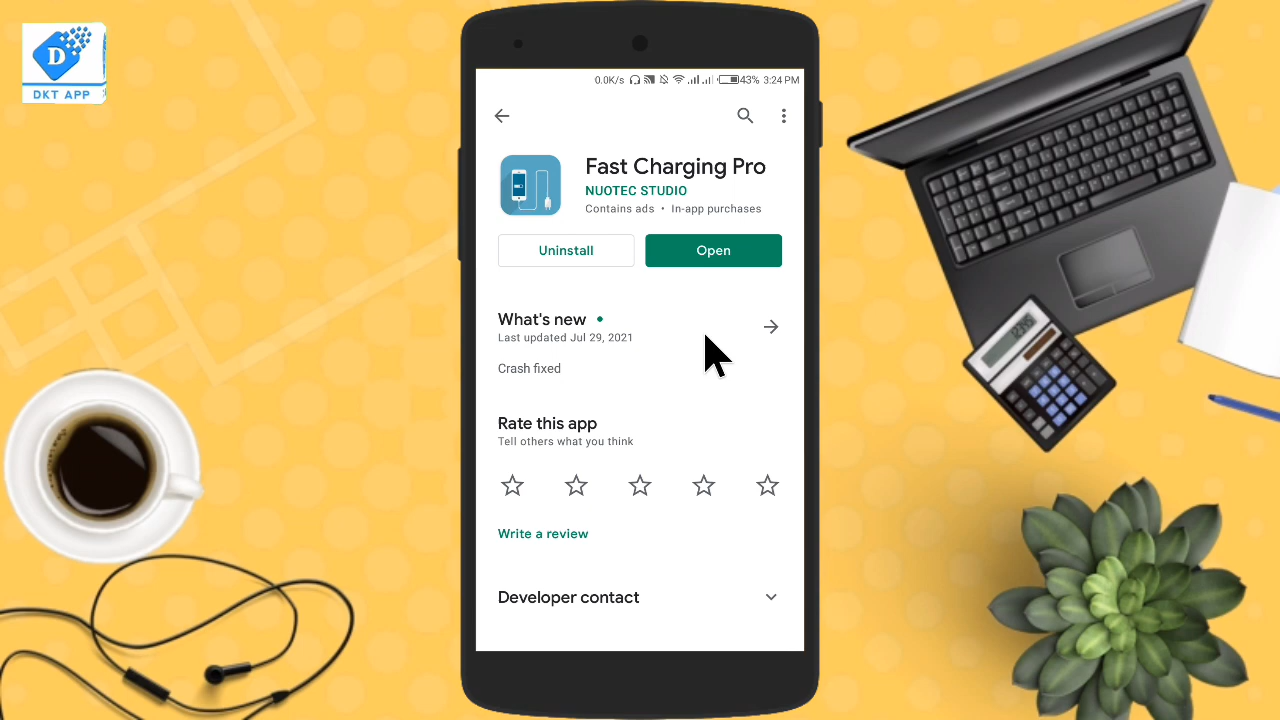 D
DKT APP
0.0K/s 43% 3:24 PM
Fast Charging Pro
NUOTEC STUDIO
Contains ads • In-app purchases
Uninstall
Open
What's new
Last updated Jul 29, 2021
Crash fixed
Rate this app
Tell others what you think
Write a review
Developer contact